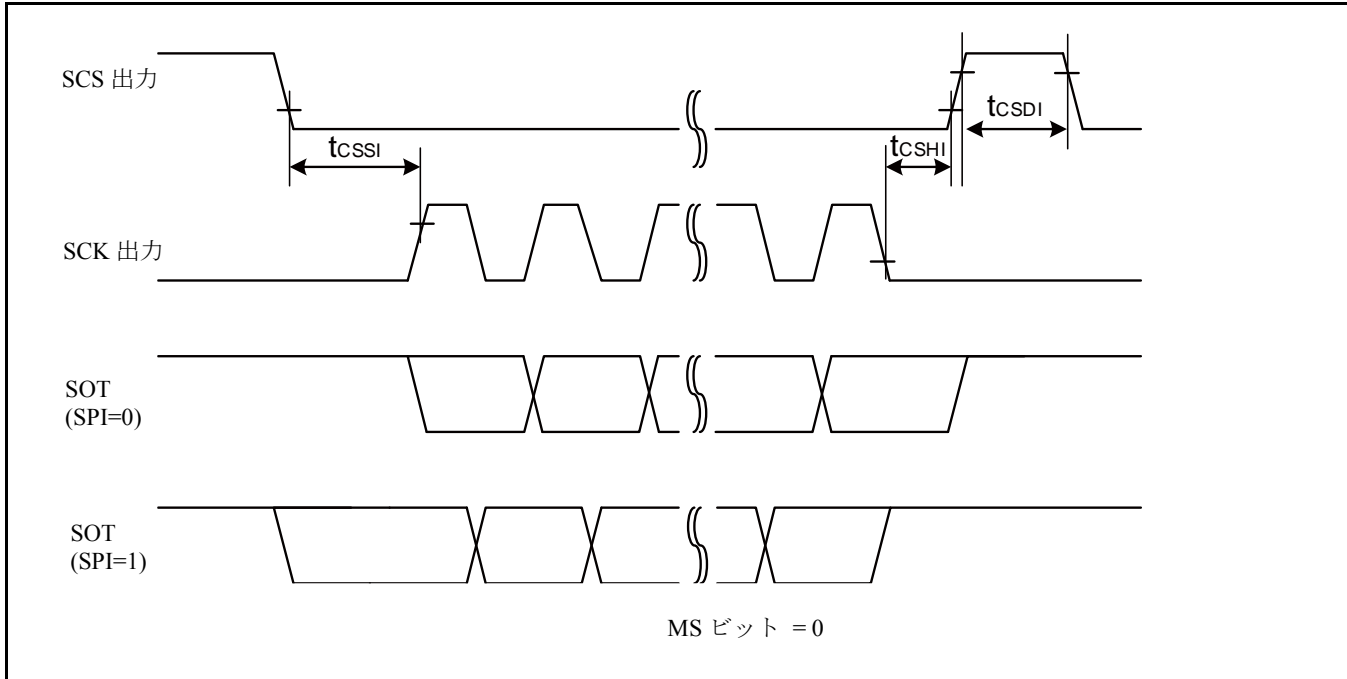 SCS 出力
tCSSI
tCSHI
tCSDI
SCK 出力
SOT
(SPI=0)
SOT
(SPI=1)
MS ビット = 0